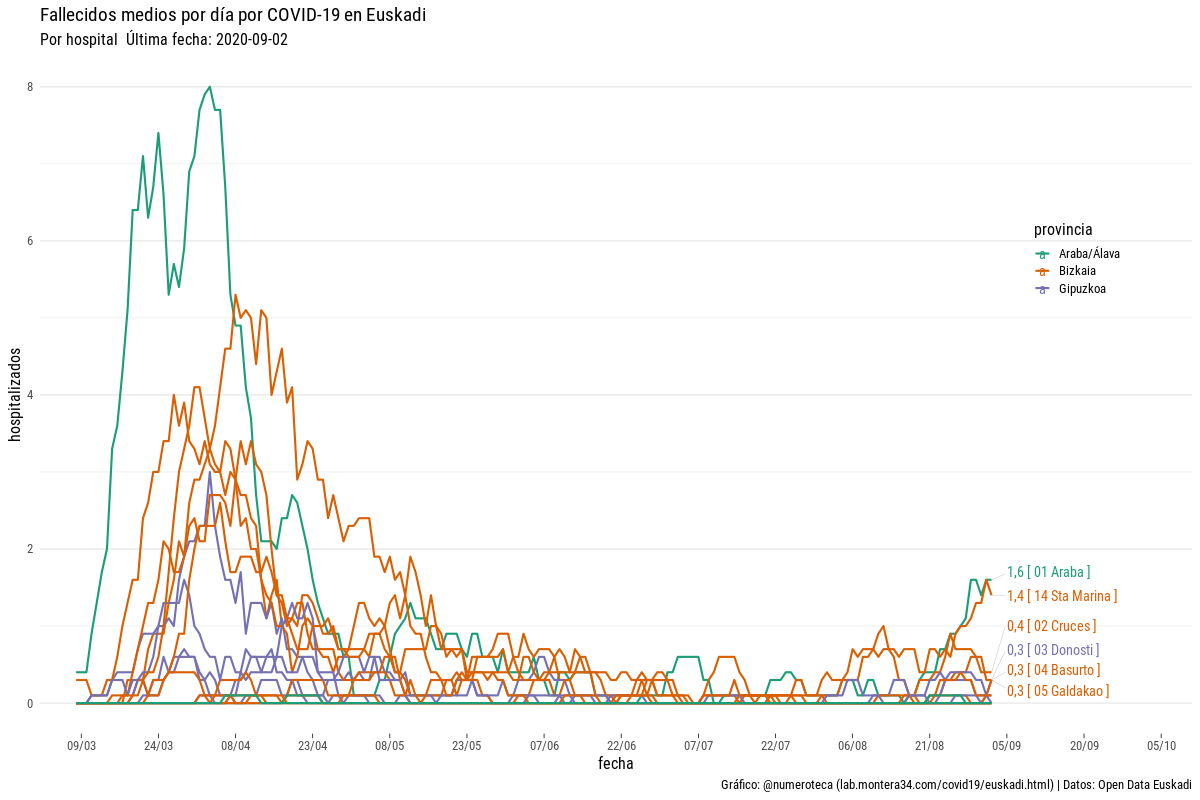 Fallecidos medios por día por COVID-19 en Euskadi
Por hospital Última fecha: 2020-09-02
8
6
4
2
0
hospitalizados
provincia
a Araba/Álava
a Bizkaia
a Gipuzkoa
1,6 [ 01 Araba ]
1,4 [ 14 Sta Marina ]
0,4 [ 02 Cruces ]
0,3 [ 03 Donosti ]
0,3 [ 04 Basurto ]
0,3 [ 05 Galdakao ]
09/03 24/03 08/04 23/04 08/05 23/05 07/06 22/06 07/07 22/07 06/08 21/08 05/09 20/09 05/10
fecha
Gráfico: @numeroteca (lab.montera34.com/covid19/euskadi.html) | Datos: Open Data Euskadi